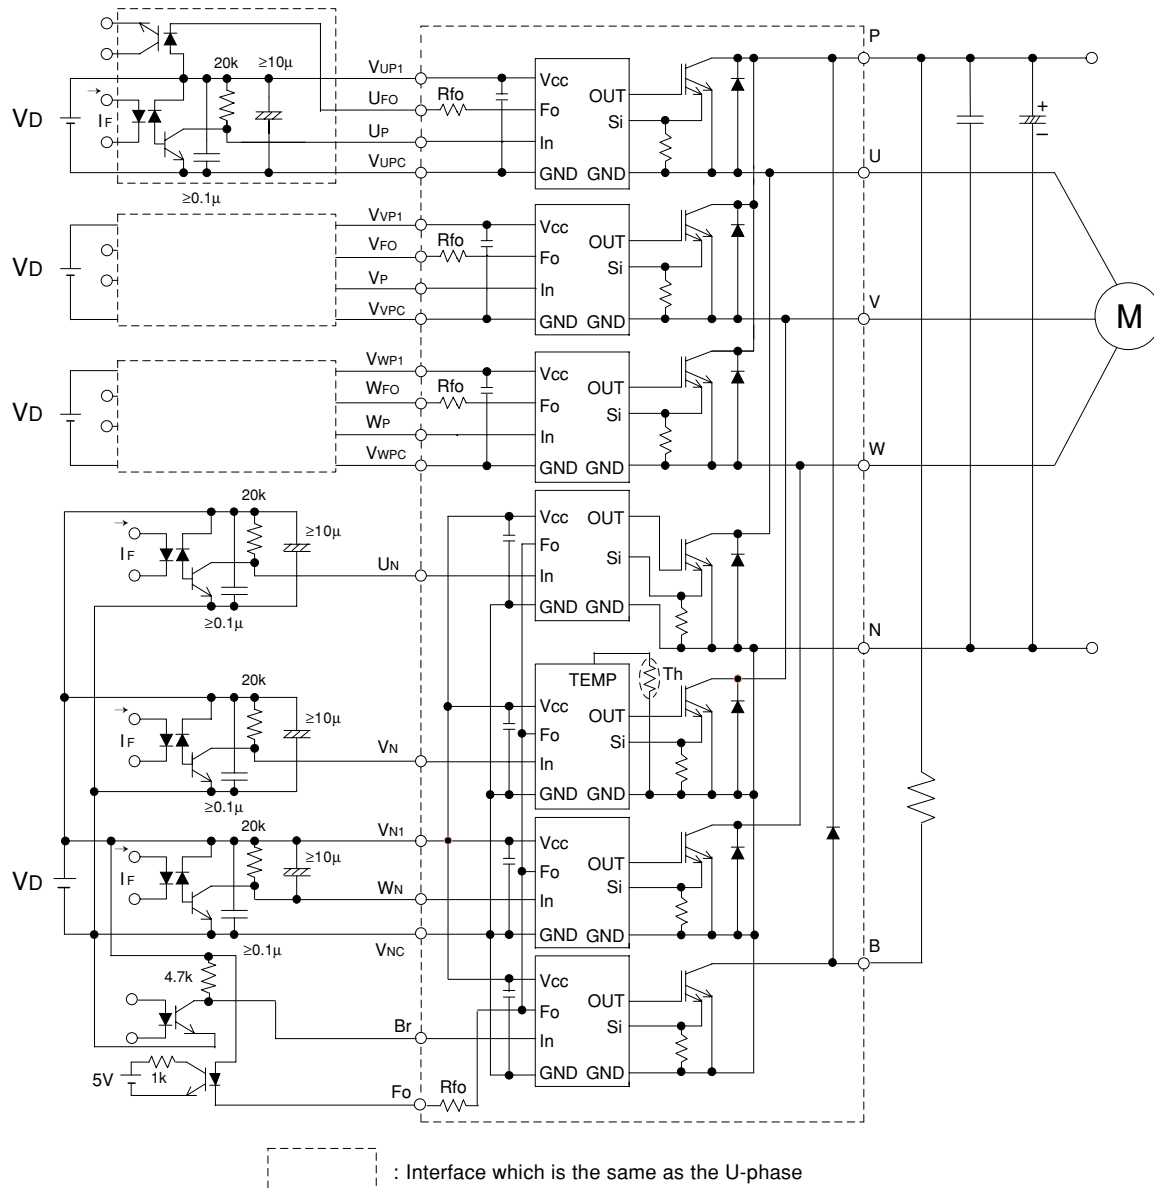 P
20k
≥10μ
VUP1
Vcc
UFO
Rfo
OUT
Fo
+
VD
IF
Si
−
UP
In
VUPC
U
GND GND
≥0.1μ
VVP1
Vcc
VFO
Rfo
OUT
VD
Fo
Si
VP
In
V
M
VVPC
GND GND
VWP1
Vcc
WFO
Rfo
OUT
VD
Fo
Si
WP
In
W
VWPC
GND GND
20k
≥10μ
Vcc OUT
Fo
IF
Si
UN
In
GND GND
≥0.1μ
N
TEMP
Th
20k
≥10μ
Vcc
OUT
Fo
IF
Si
VN
In
GND GND
≥0.1μ
20k
VN1
≥10μ
Vcc
OUT
VD
IF
Fo
Si
WN
In
VNC
GND GND
≥0.1μ
B
4.7k
Vcc
OUT
Fo
Si
Br
In
5V
1k
GND GND
Fo
Rfo
: Interface which is the same as the U-phase